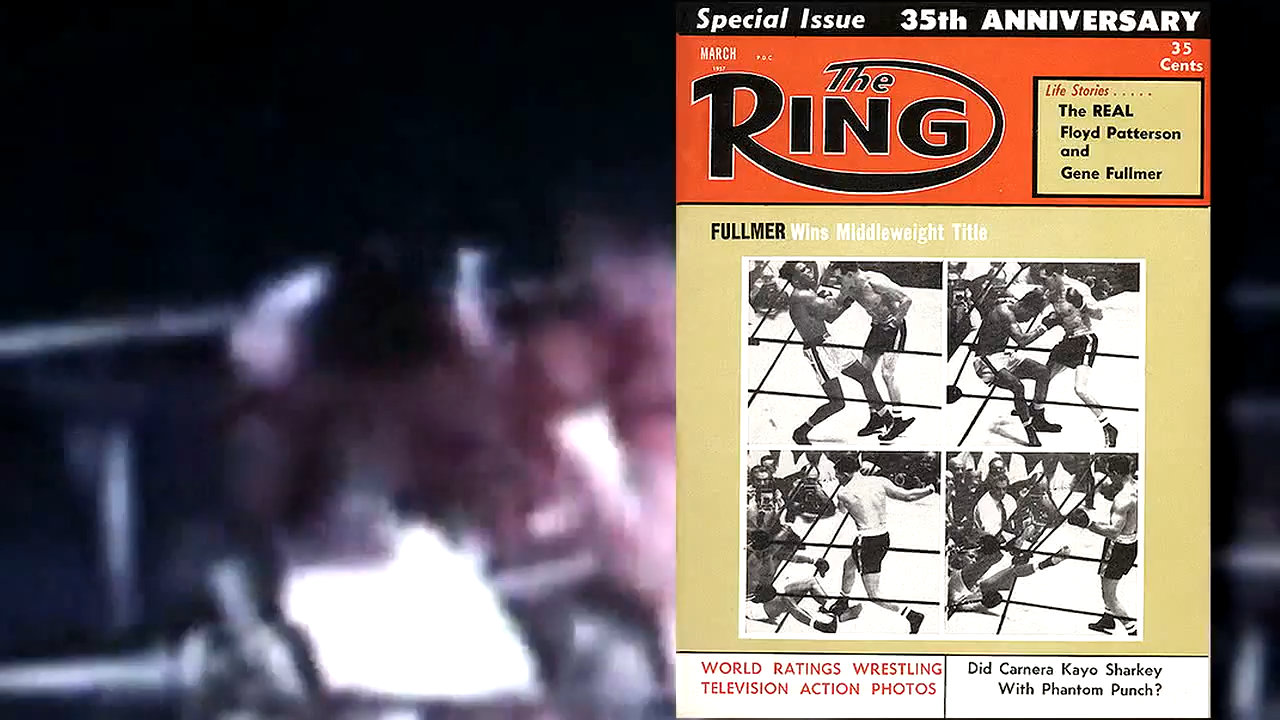 Special Issue 35th ANNIVERSARY
MARCH P.D.C. 35
1957 Cents
The
RING
Life Stories . . . . .
The REAL
Floyd Patterson
and
Gene Fullmer
FULLMER Wins Middleweight Title
WORLD RATINGS WRESTLING
TELEVISION ACTION PHOTOS
Did Carnera Kayo Sharkey
With Phantom Punch?